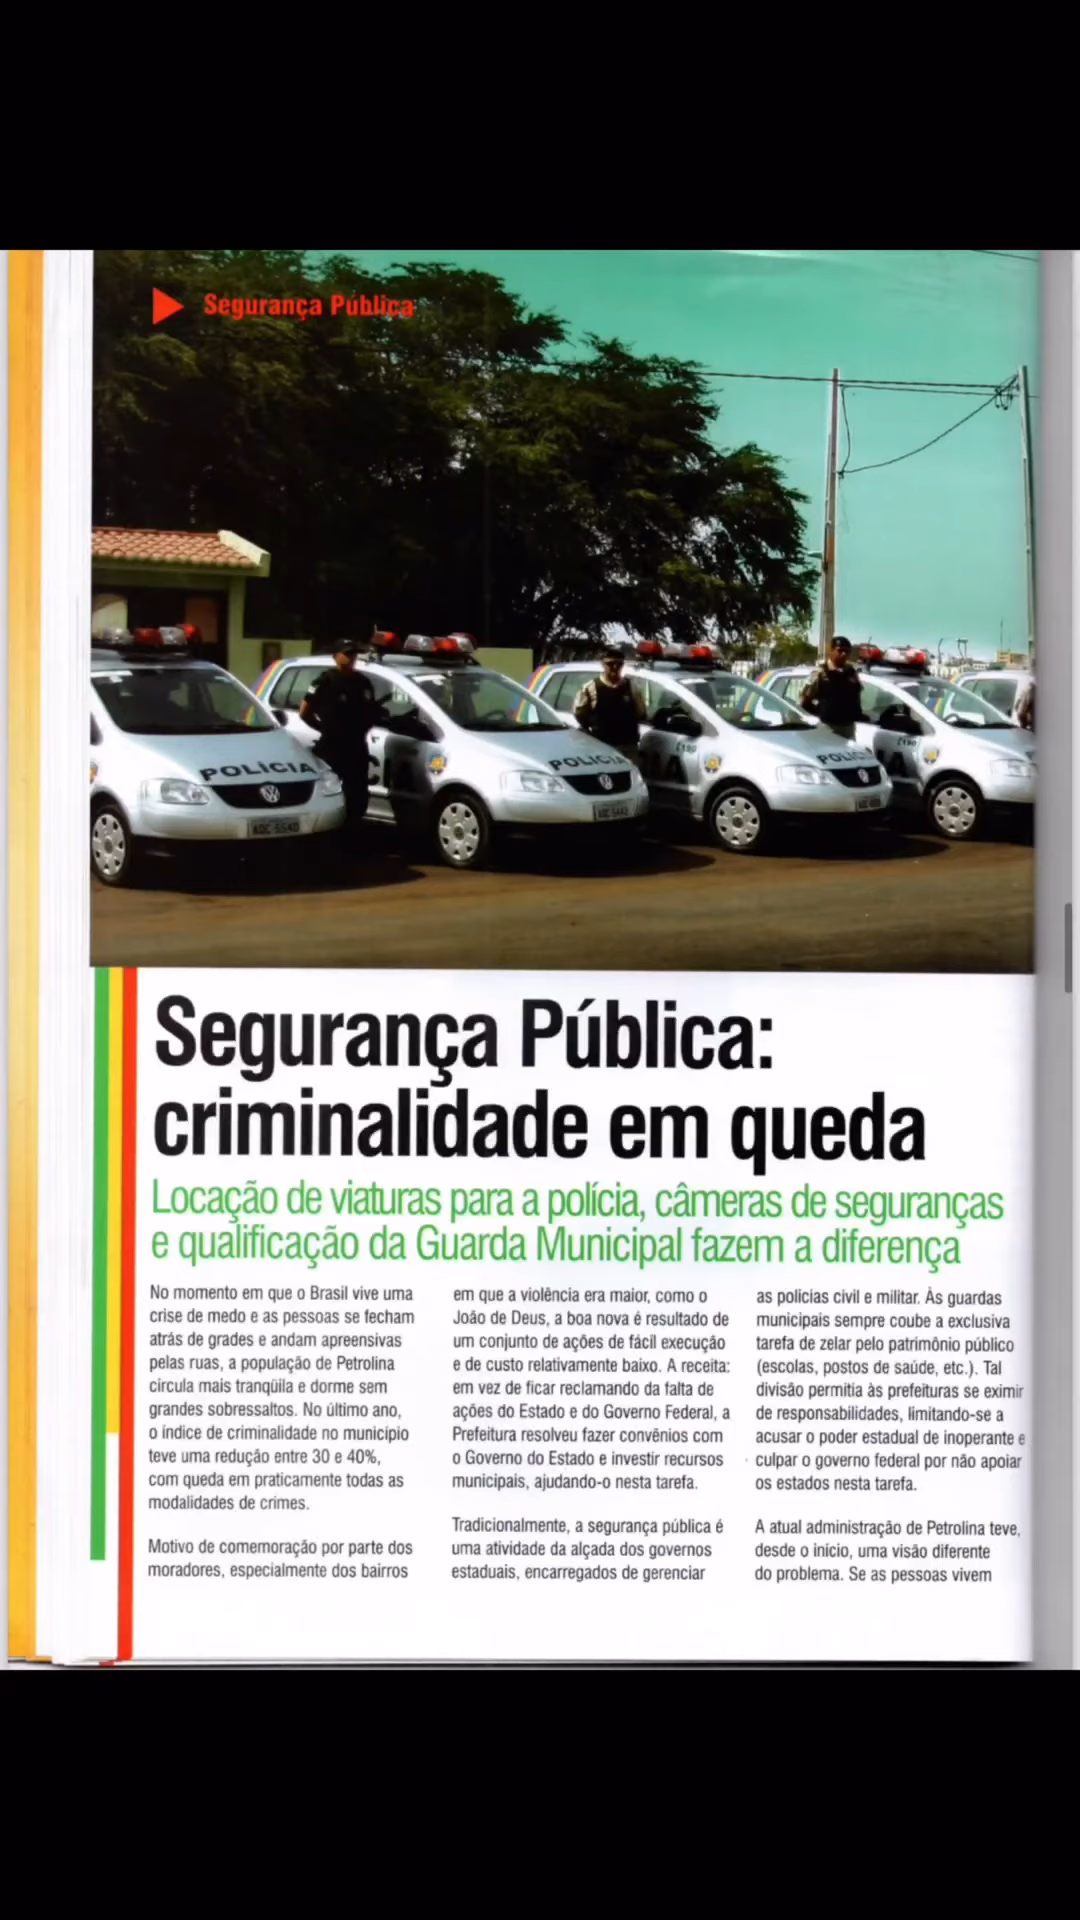 Segurança Pública
POLÍCIA
POLÍCIA
POLÍCIA
Segurança Pública:
criminalidade em queda
Locação de viaturas para a polícia, câmeras de seguranças
e qualificação da Guarda Municipal fazem a diferença
No momento em que o Brasil vive uma
crise de medo e as pessoas se fecham
atrás de grades e andam apreensivas
pelas ruas, a população de Petrolina
circula mais tranqüila e dorme sem
grandes sobressaltos. No último ano,
o índice de criminalidade no município
teve uma redução entre 30 e 40%,
com queda em praticamente todas as
modalidades de crimes.
Motivo de comemoração por parte dos
moradores, especialmente dos bairros
em que a violência era maior, como o
João de Deus, a boa nova é resultado de
um conjunto de ações de fácil execução
e de custo relativamente baixo. A receita:
em vez de ficar reclamando da falta de
ações do Estado e do Governo Federal, a
Prefeitura resolveu fazer convênios com
o Governo do Estado e investir recursos
municipais, ajudando-o nesta tarefa.
Tradicionalmente, a segurança pública é
uma atividade da alçada dos governos
estaduais, encarregados de gerenciar
as policias civil e militar. Às guardas
municipais sempre coube a exclusiva
tarefa de zelar pelo patrimônio público
(escolas, postos de saúde, etc.). Tal
divisão permitia às prefeituras se eximir
de responsabilidades, limitando-se a
acusar o poder estadual de inoperante e
culpar o governo federal por não apoiar
os estados nesta tarefa.
A atual administração de Petrolina teve,
desde o inicio, uma visão diferente
do problema. Se as pessoas vivem